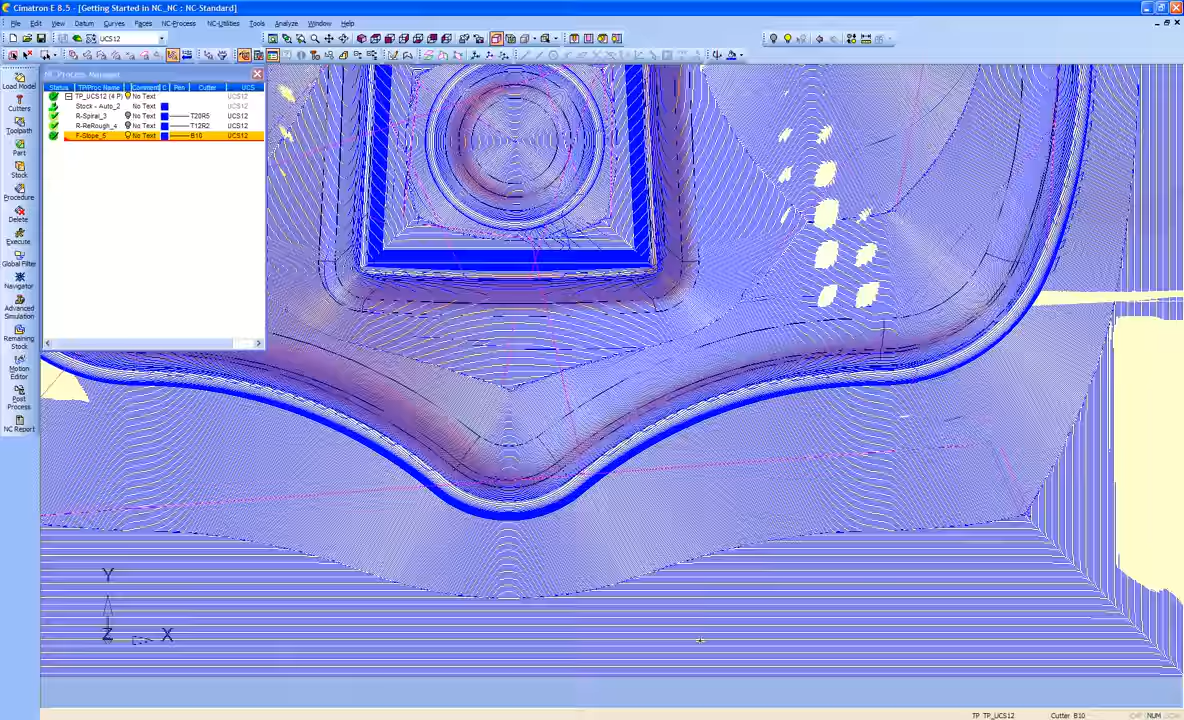 Cimatron E 8.5 - [Getting Started in NC_NC : NC-Standard]
File Edit View Datum Curves Faces NC-Process NC-Utilities Tools Analyze Window Help
UCS12
NC Process Manager
Status TP/Proc Name Comment C Pen Cutter UCS
TP_UCS12 (4 P) No Text UCS12
Stock - Auto_2 No Text UCS12
R-Spiral_3 No Text T20R5 UCS12
R-ReRough_4 No Text T12R2 UCS12
F-Slope_5 No Text B10 UCS12
Load Model
Cutters
Toolpath
Part
Stock
Procedure
Delete
Execute
Global Filter
Navigator
Advanced
Simulation
Remaining
Stock
Motion
Editor
Post
Process
NC Report
Y
Z X
TP TP_UCS12 Cutter B10 NUM